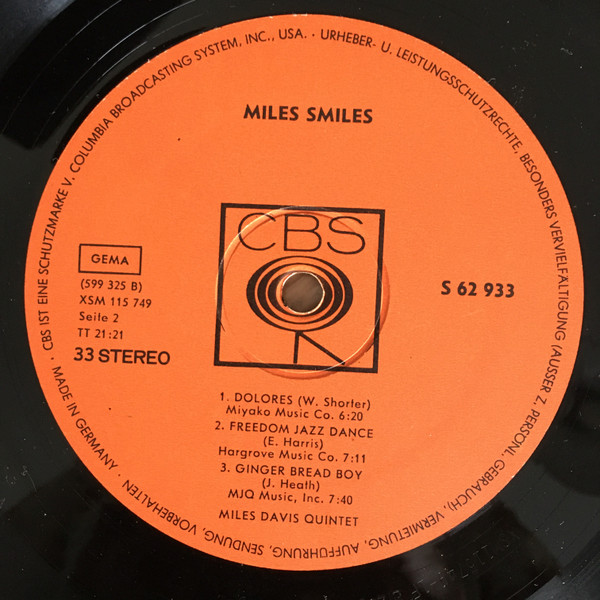 · CBS IST EINE SCHUTZMARKE V. COLUMBIA BROADCASTING SYSTEM, INC., USA. · URHEBER- U. LEISTUNGSSCHUTZRECHTE, BESONDERS VERVIELFÄLTIGUNG (AUSSER Z. PERSÖNL. GEBRAUCH), VERMIETUNG, AUFFÜHRUNG, SENDUNG, VORBEHALTEN · MADE IN GERMANY
MILES SMILES
CBS
GEMA
(599 325 B)
XSM 115 749
Seite 2
TT 21:21
33 STEREO
S 62 933
1. DOLORES (W. Shorter)
Miyako Music Co. 6:20
2. FREEDOM JAZZ DANCE
(E. Harris)
Hargrove Music Co. 7:11
3. GINGER BREAD BOY
(J. Heath)
MJQ Music, Inc. 7:40
MILES DAVIS QUINTET